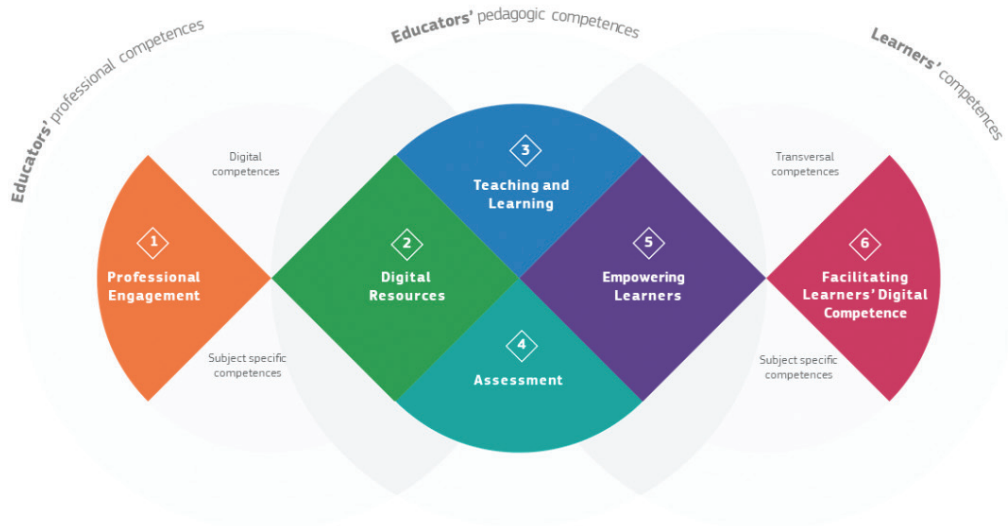 Educators' professional competences
Educators' pedagogic competences
Learners' competences
Digital
competences
1
Professional
Engagement
Subject specific
competences
2
Digital
Resources
3
Teaching and
Learning
4
Assessment
5
Empowering
Learners
Transversal
competences
6
Facilitating
Learners' Digital
Competence
Subject specific
competences